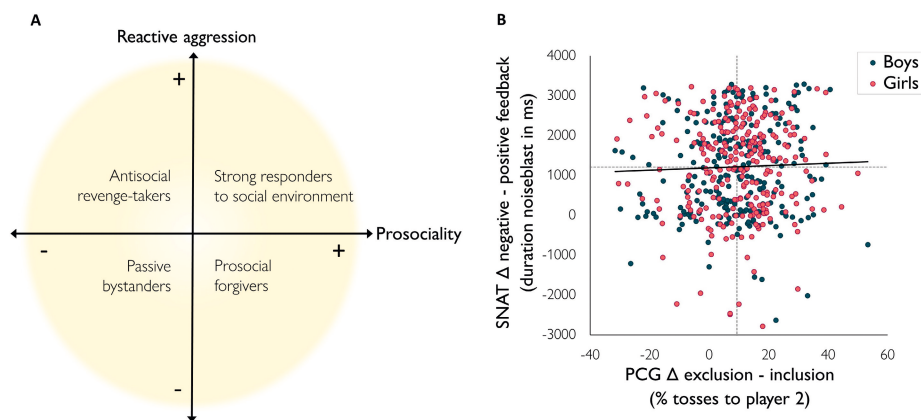 A
Reactive aggression
+
Antisocial
revenge-takers
Strong responders
to social environment
Prosociality
-
+
Passive
bystanders
Prosocial
forgivers
-
B
SNAT Δ negative - positive feedback
(duration noiseblast in ms)
4000
3000
2000
1000
0
-1000
-2000
-3000
-40
-20
0
20
40
60
PCG Δ exclusion - inclusion
(% tosses to player 2)
Boys
Girls